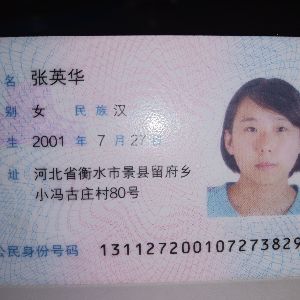 名 张英华
别 女 民族 汉
生 2001 年 7 月 27 日
址 河北省衡水市景县留府乡
小冯古庄村80号
公民身份号码 131127200107273829